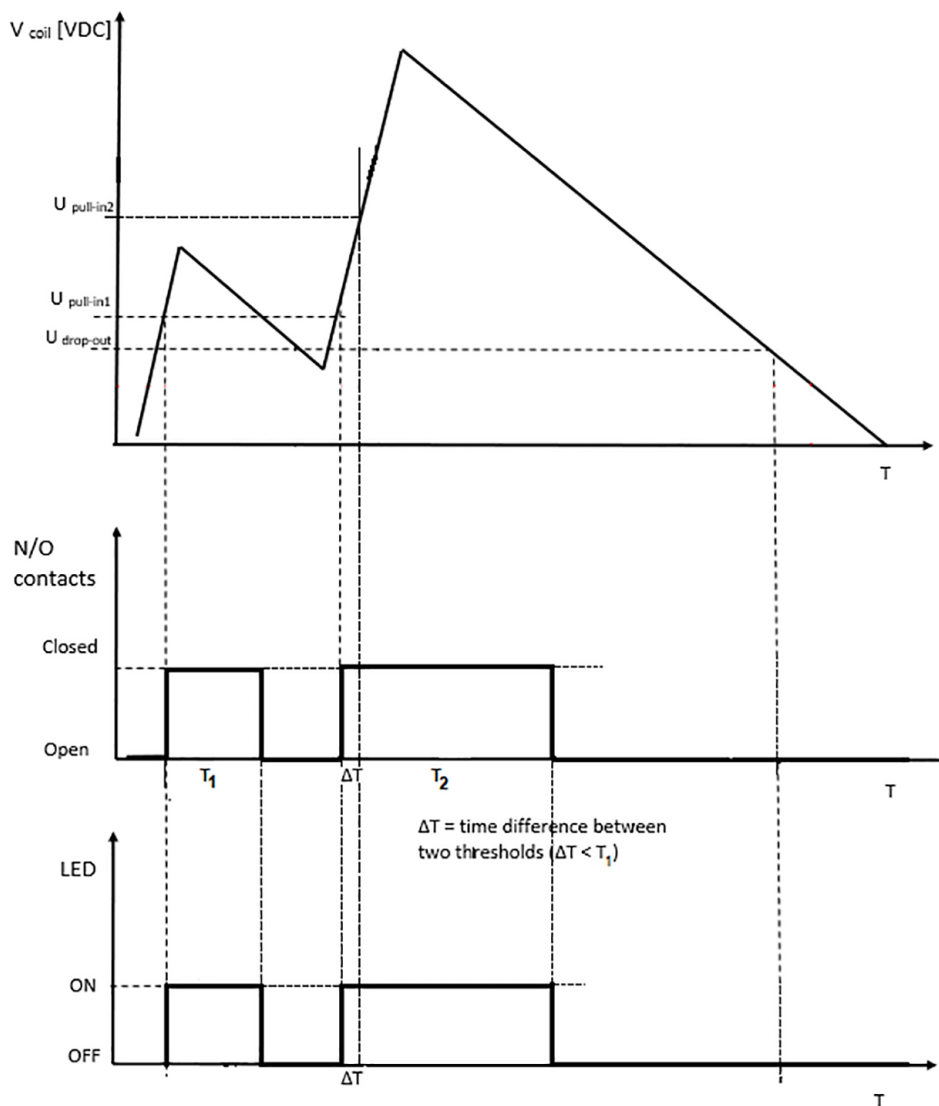 V coil [VDC]
U pull-in2
U pull-in1
U drop-out
T
N/O
contacts
Closed
Open
T1
ΔT
T2
T
ΔT = time difference between
two thresholds (ΔT < T1)
LED
ON
OFF
ΔT
T